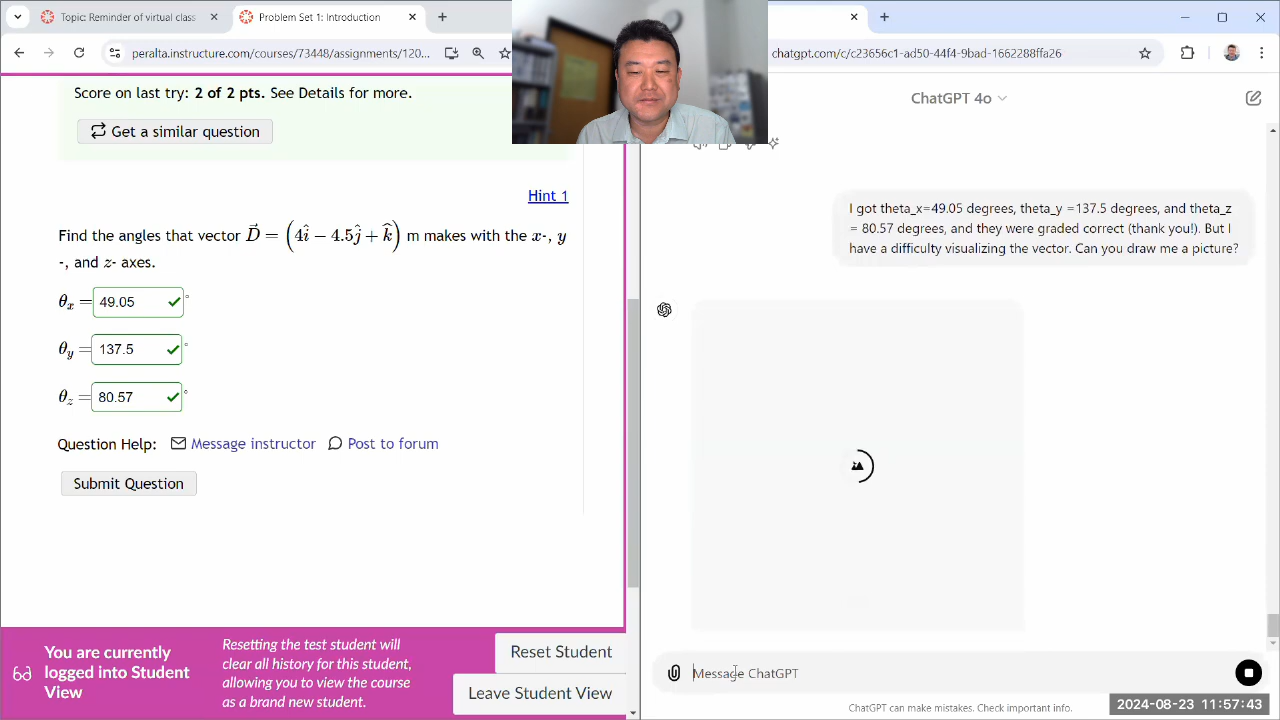 Topic: Reminder of virtual class
Problem Set 1: Introduction
peralta.instructure.com/courses/73448/assignments/120...
chatgpt.com/c/c23656c1-ad50-44f4-9bad-1662288ffa26
Score on last try: 2 of 2 pts. See Details for more.
Get a similar question
Hint 1
Find the angles that vector D⃗ = (4î − 4.5ĵ + k̂) m makes with the x-, y
-, and z- axes.
θx = 49.05 °
θy = 137.5 °
θz = 80.57 °
Question Help: Message instructor Post to forum
Submit Question
You are currently
logged into Student
View
Resetting the test student will
clear all history for this student,
allowing you to view the course
as a brand new student.
Reset Student
Leave Student View
ChatGPT 4o
I got theta_x=49.05 degrees, theta_y =137.5 degrees, and theta_z
= 80.57 degrees, and they were graded correct (thank you!). But I
have a difficulty visualizing the vector. Can you draw me a picture?
Message ChatGPT
ChatGPT can make mistakes. Check important info.
2024-08-23 11:57:43